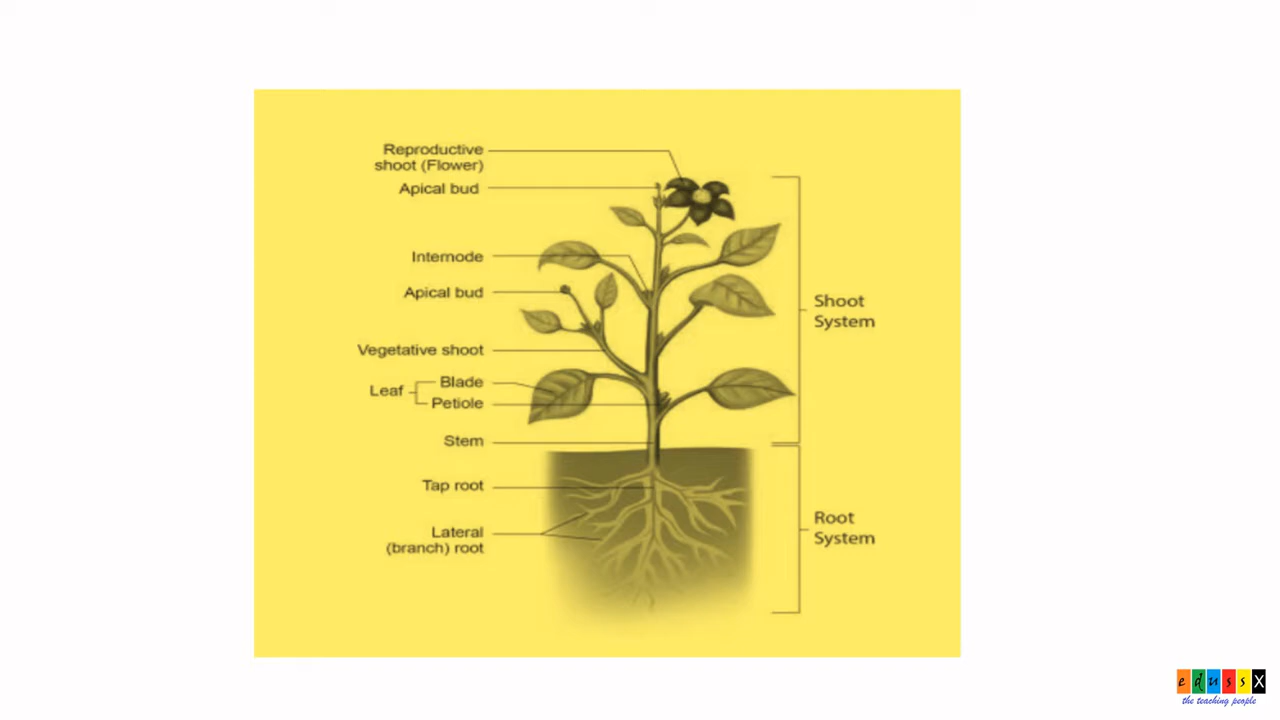 Reproductive
shoot (Flower)
Apical bud
Internode
Apical bud
Vegetative shoot
Leaf
Blade
Petiole
Stem
Tap root
Lateral
(branch) root
Shoot
System
Root
System
edussx
the teaching people